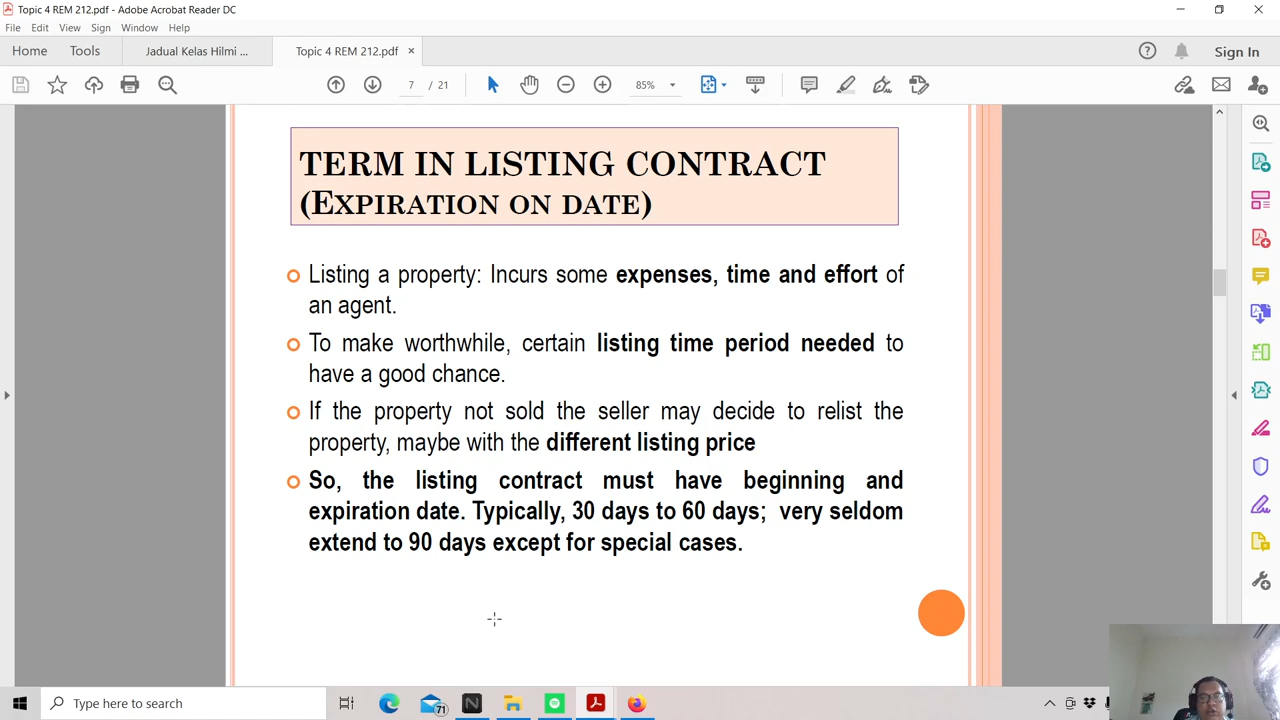 Topic 4 REM 212.pdf - Adobe Acrobat Reader DC
File Edit View Sign Window Help
Home Tools Jadual Kelas Hilmi ... Topic 4 REM 212.pdf × Sign In
7 / 21 85%
TERM IN LISTING CONTRACT
(EXPIRATION ON DATE)
Listing a property: Incurs some expenses, time and effort of
an agent.
To make worthwhile, certain listing time period needed to
have a good chance.
If the property not sold the seller may decide to relist the
property, maybe with the different listing price
So, the listing contract must have beginning and
expiration date. Typically, 30 days to 60 days; very seldom
extend to 90 days except for special cases.
Type here to search
71